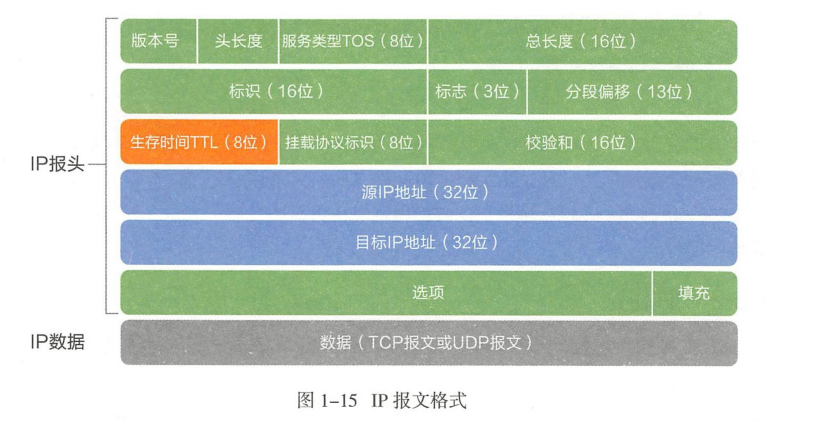 版本号 头长度 服务类型TOS（8位） 总长度（16位）
标识（16位） 标志（3位） 分段偏移（13位）
生存时间TTL（8位） 挂载协议标识（8位） 校验和（16位）
IP报头
源IP地址（32位）
目标IP地址（32位）
选项 填充
IP数据 数据（TCP报文或UDP报文）
图 1-15 IP 报文格式